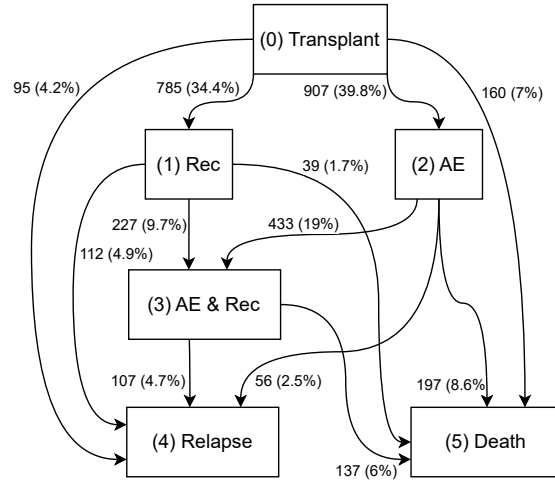 (0) Transplant
95 (4.2%)
785 (34.4%)
907 (39.8%)
160 (7%)
(1) Rec
39 (1.7%)
(2) AE
227 (9.7%)
433 (19%)
112 (4.9%)
(3) AE & Rec
107 (4.7%)
56 (2.5%)
197 (8.6%
(4) Relapse
(5) Death
137 (6%)